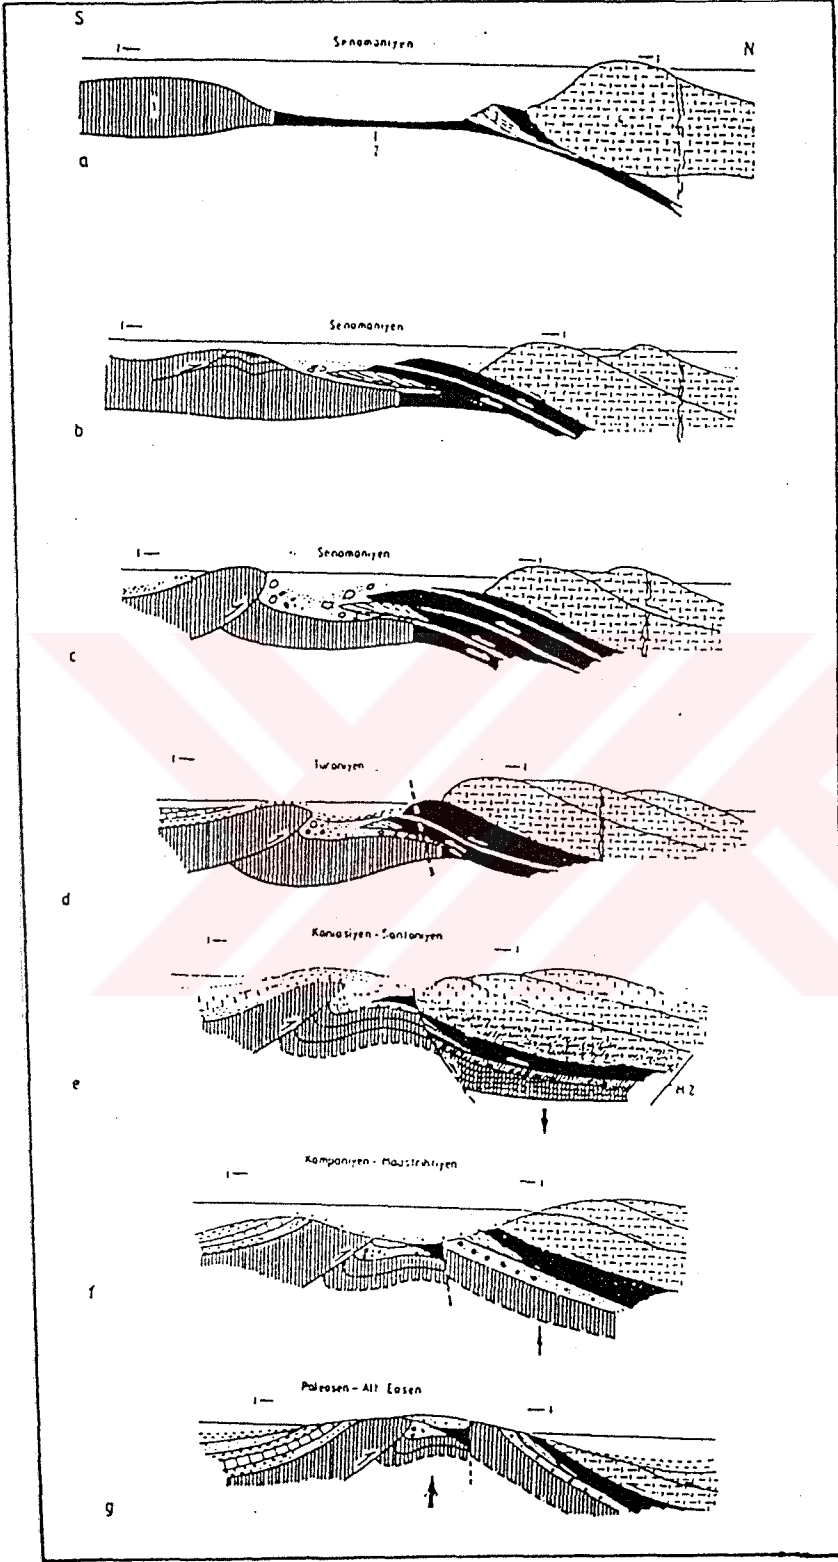 S
Senomaniyen
N
a
Senomaniyen
b
Senomaniyen
c
Turoniyen
d
Koniasiyen - Santoniyen
e
Kampaniyen - Maastrihtiyen
f
Paleosen - Alt Eosen
g